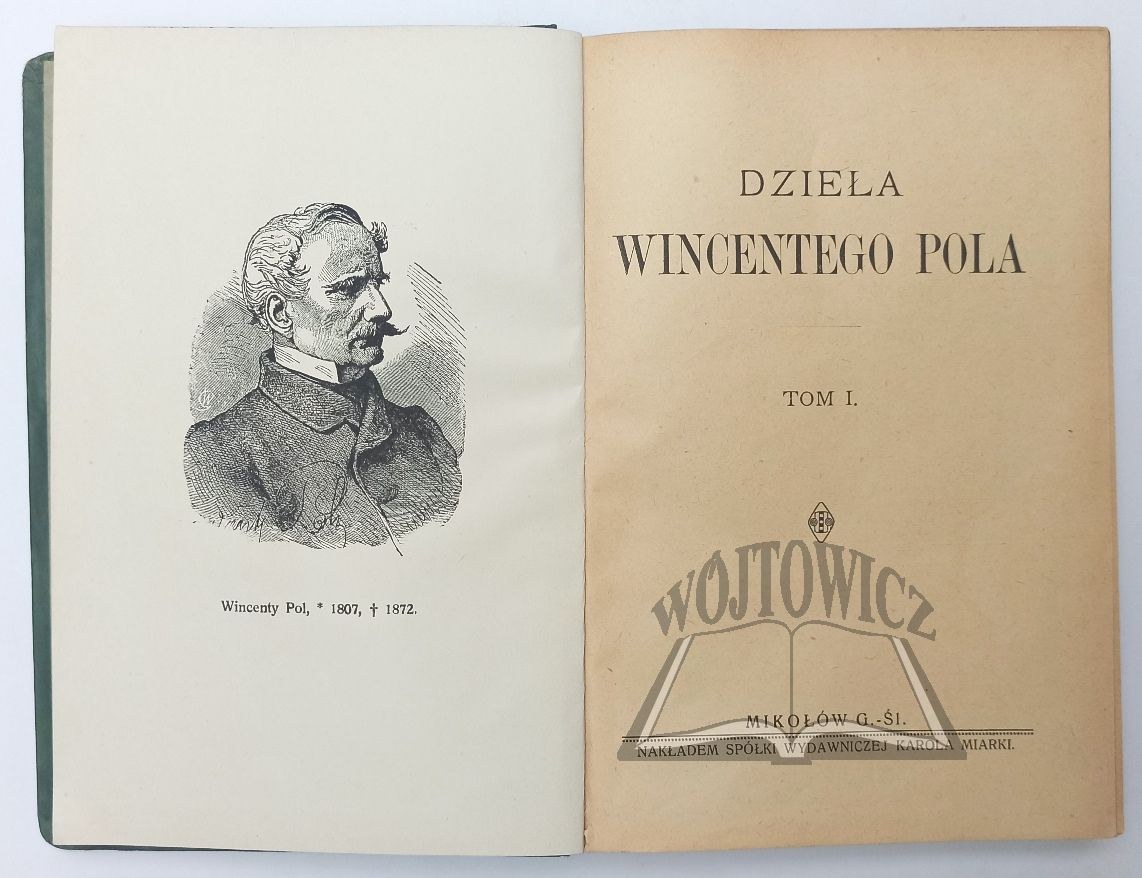 Wincenty Pol, * 1807, † 1872.
DZIEŁA
WINCENTEGO POLA
TOM I.
WÓJTOWICZ
MIKOŁÓW G.-Śl.
NAKŁADEM SPÓŁKI WYDAWNICZEJ KAROLA MIARKI.